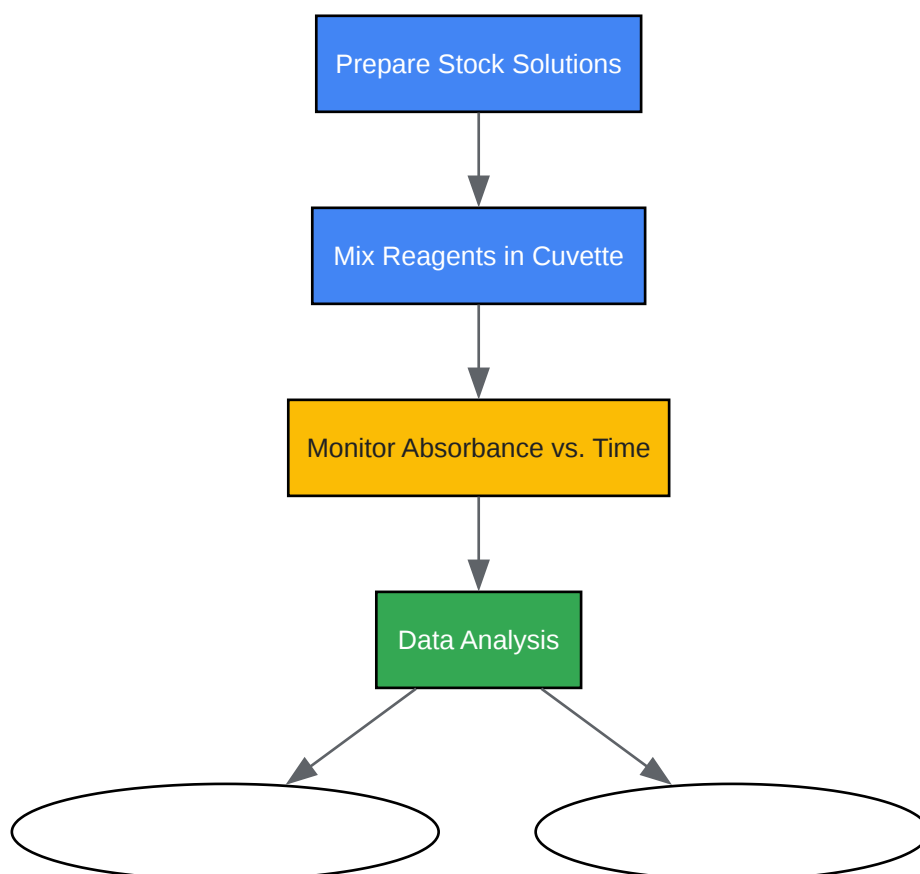 Prepare Stock Solutions
Mix Reagents in Cuvette
Monitor Absorbance vs. Time
Data Analysis